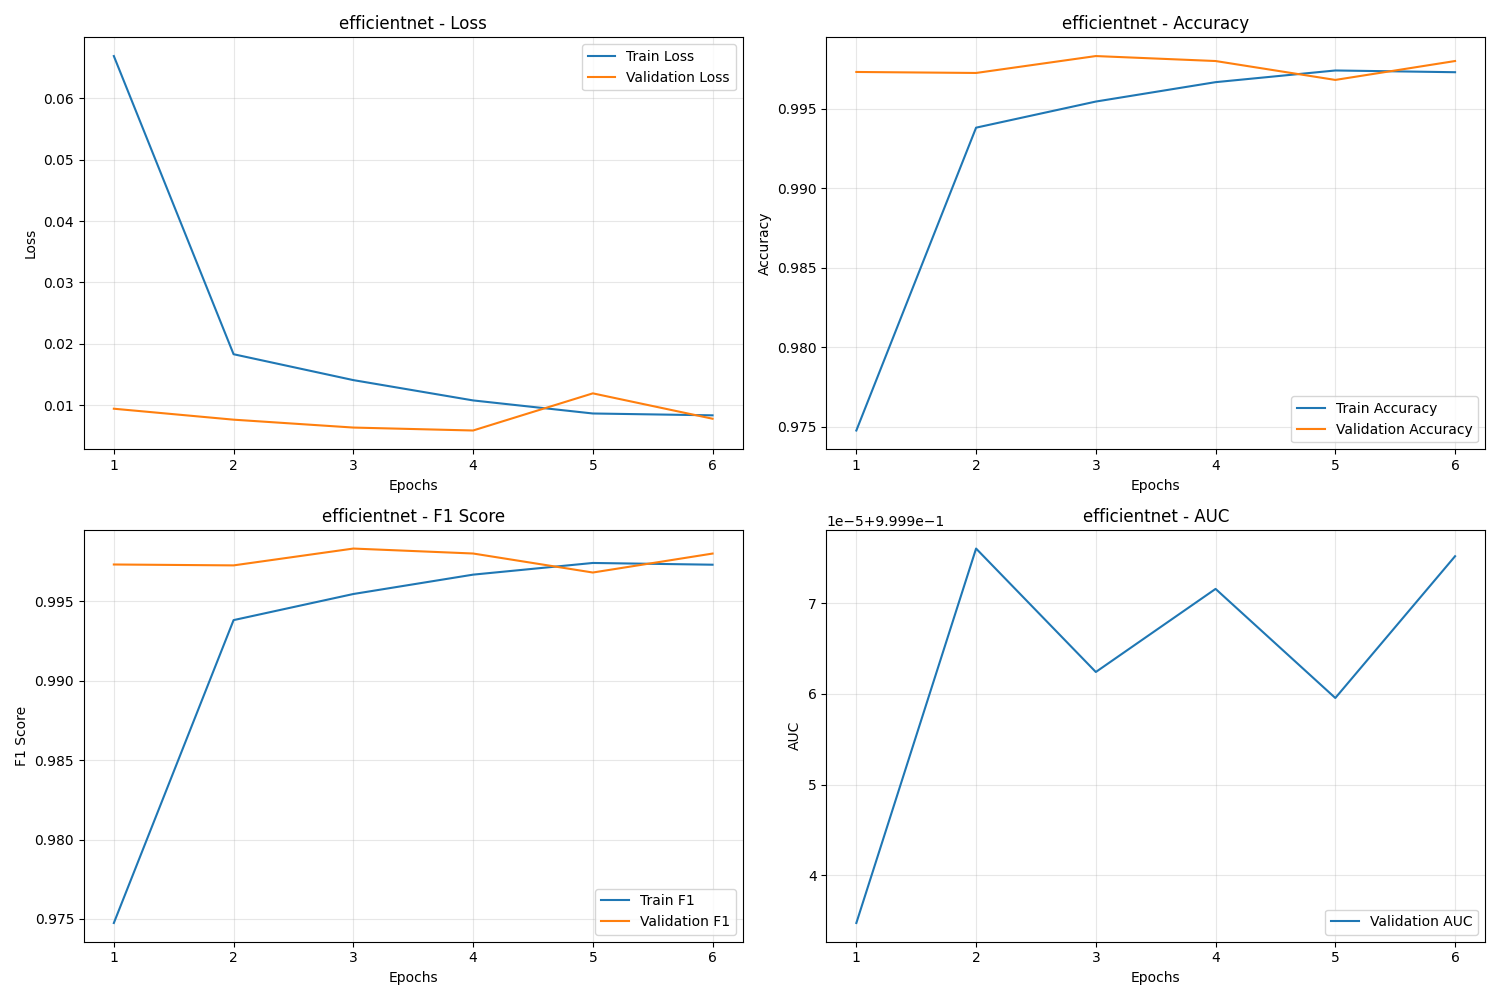 efficientnet - Loss
Train Loss
Validation Loss
0.06
0.05
0.04
0.03
0.02
0.01
Loss
1 2 3 4 5 6
Epochs
efficientnet - Accuracy
0.995
0.990
0.985
0.980
0.975
Accuracy
Train Accuracy
Validation Accuracy
1 2 3 4 5 6
Epochs
efficientnet - F1 Score
0.995
0.990
0.985
0.980
0.975
F1 Score
Train F1
Validation F1
1 2 3 4 5 6
Epochs
1e−5+9.999e−1
efficientnet - AUC
7
6
5
4
AUC
Validation AUC
1 2 3 4 5 6
Epochs